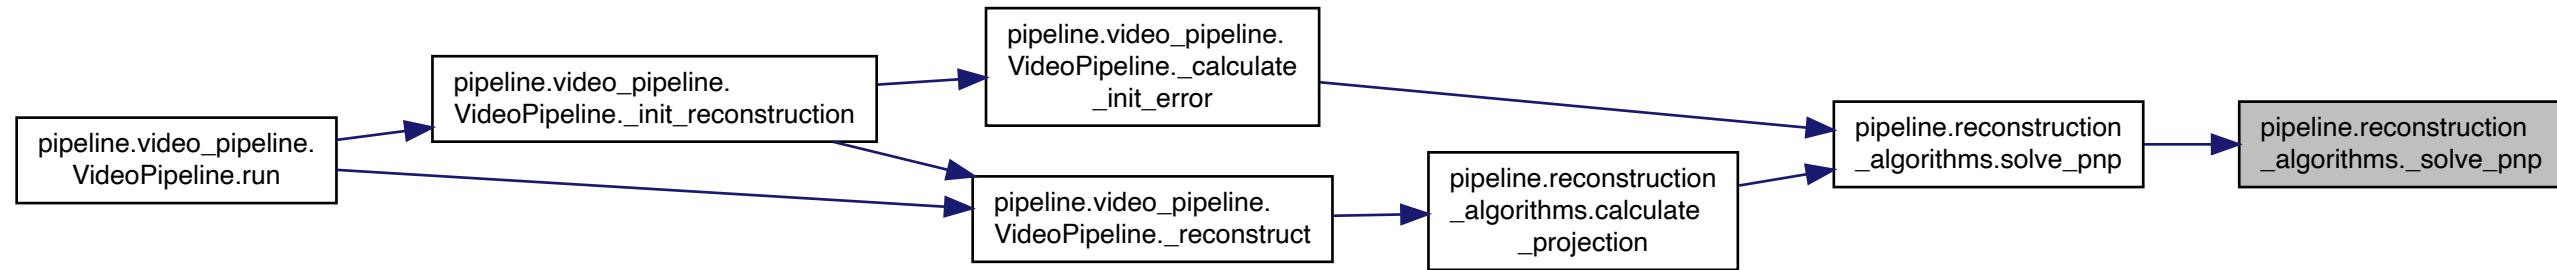 pipeline.video_pipeline.
VideoPipeline.run
pipeline.video_pipeline.
VideoPipeline._init_reconstruction
pipeline.video_pipeline.
VideoPipeline._calculate
_init_error
pipeline.video_pipeline.
VideoPipeline._reconstruct
pipeline.reconstruction
_algorithms.calculate
_projection
pipeline.reconstruction
_algorithms.solve_pnp
pipeline.reconstruction
_algorithms._solve_pnp